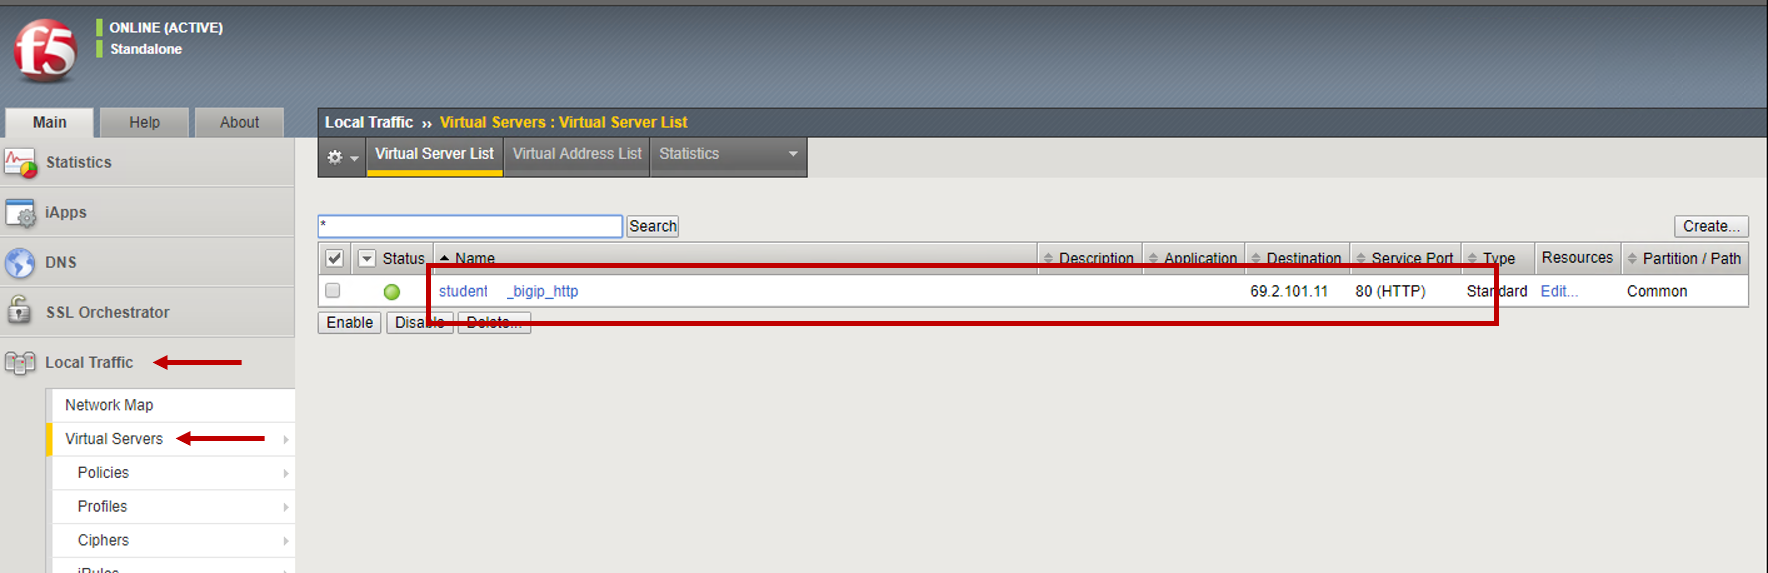 f5
ONLINE (ACTIVE)
Standalone
Main Help About
Local Traffic ›› Virtual Servers : Virtual Server List
Virtual Server List Virtual Address List Statistics
Statistics
iApps
DNS
SSL Orchestrator
Local Traffic
Network Map
Virtual Servers
Policies
Profiles
Ciphers
iRules
* Search Create...
Status Name Description Application Destination Service Port Type Resources Partition / Path
student _bigip_http 69.2.101.11 80 (HTTP) Standard Edit... Common
Enable Disable Delete...